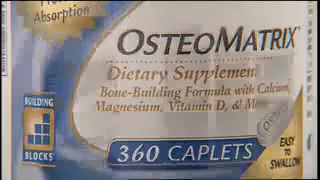 Absorption
OSTEOMATRIX
Dietary Supplement
Bone-Building Formula with Calcium,
Magnesium, Vitamin D, &
BUILDING
BLOCKS
360 CAPLETS
EASY
TO
SWALLOW